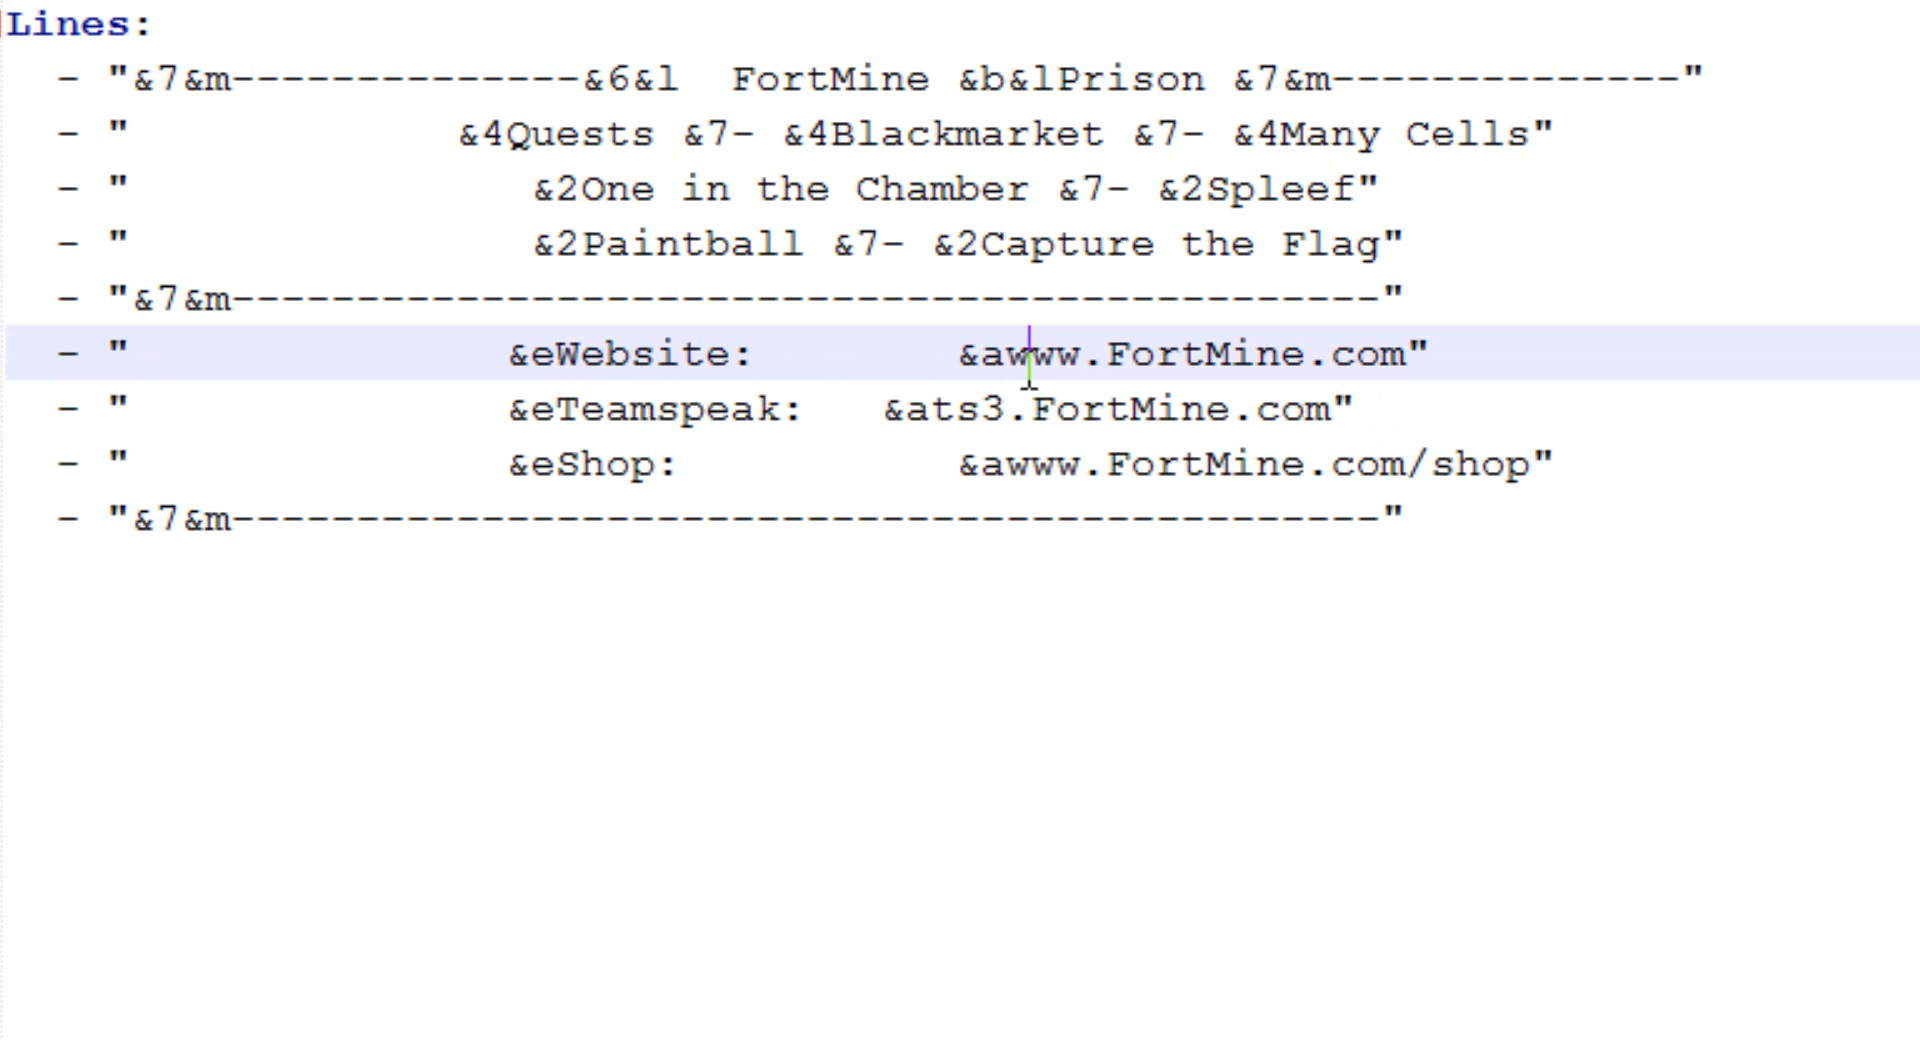 Lines:
  - "&7&m--------------&6&l  FortMine &b&lPrison &7&m--------------"
  - "             &4Quests &7- &4Blackmarket &7- &4Many Cells"
  - "                &2One in the Chamber &7- &2Spleef"
  - "                &2Paintball &7- &2Capture the Flag"
  - "&7&m----------------------------------------------"
  - "               &eWebsite:        &awww.FortMine.com"
  - "               &eTeamspeak:   &ats3.FortMine.com"
  - "               &eShop:           &awww.FortMine.com/shop"
  - "&7&m----------------------------------------------"